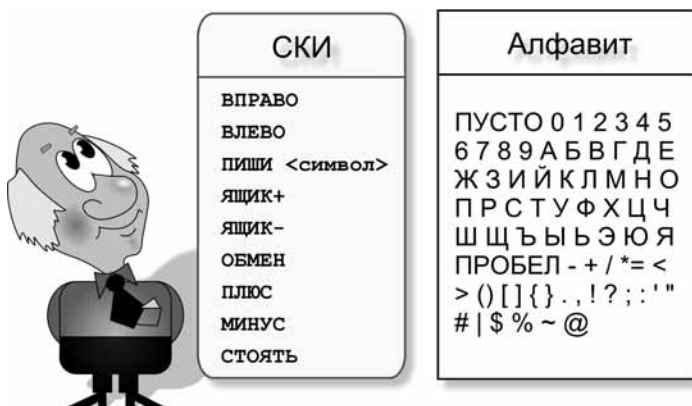 СКИ
ВПРАВО
ВЛЕВО
ПИШИ <символ>
ЯЩИК+
ЯЩИК-
ОБМЕН
ПЛЮС
МИНУС
СТОЯТЬ
Алфавит
ПУСТО 0 1 2 3 4 5
6 7 8 9 А Б В Г Д Е
Ж З И Й К Л М Н О
П Р С Т У Ф Х Ц Ч
Ш Щ Ъ Ы Ь Э Ю Я
ПРОБЕЛ - + / *= <
> () [ ] { } . , ! ? ; : ' "
# | $ % ~ @